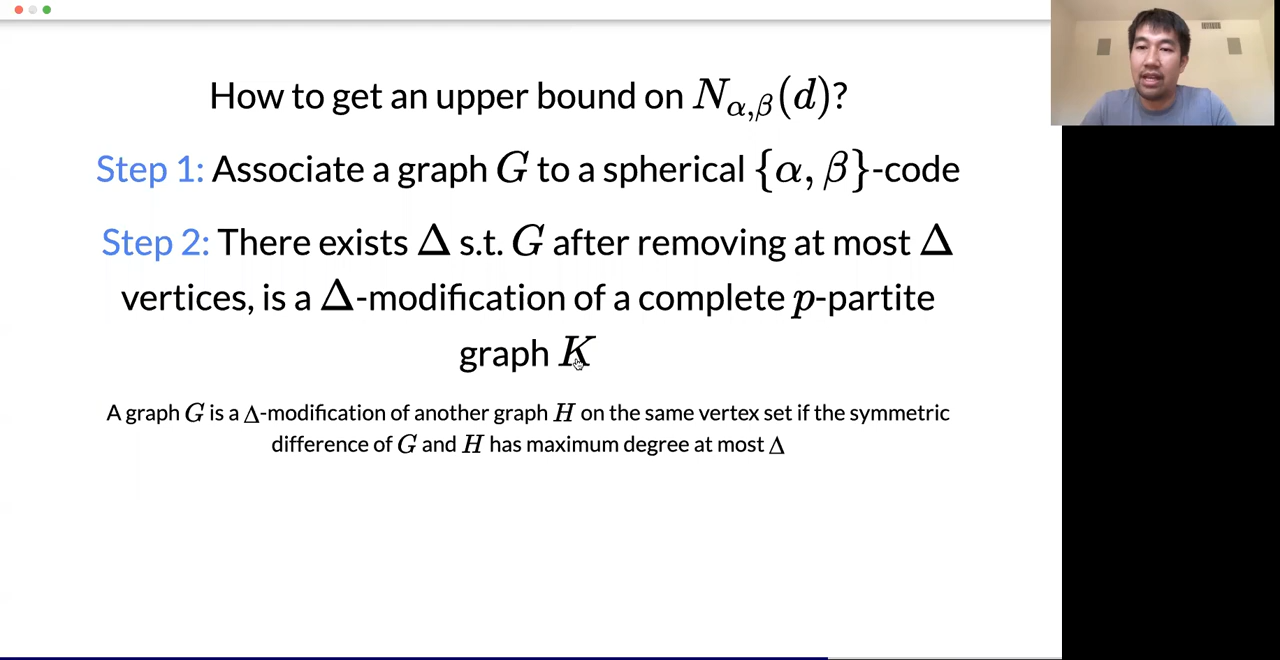 How to get an upper bound on $N_{\alpha,\beta}(d)$?
Step 1: Associate a graph $G$ to a spherical $\{\alpha, \beta\}$-code
Step 2: There exists $\Delta$ s.t. $G$ after removing at most $\Delta$
vertices, is a $\Delta$-modification of a complete $p$-partite
graph $K$
A graph $G$ is a $\Delta$-modification of another graph $H$ on the same vertex set if the symmetric
difference of $G$ and $H$ has maximum degree at most $\Delta$